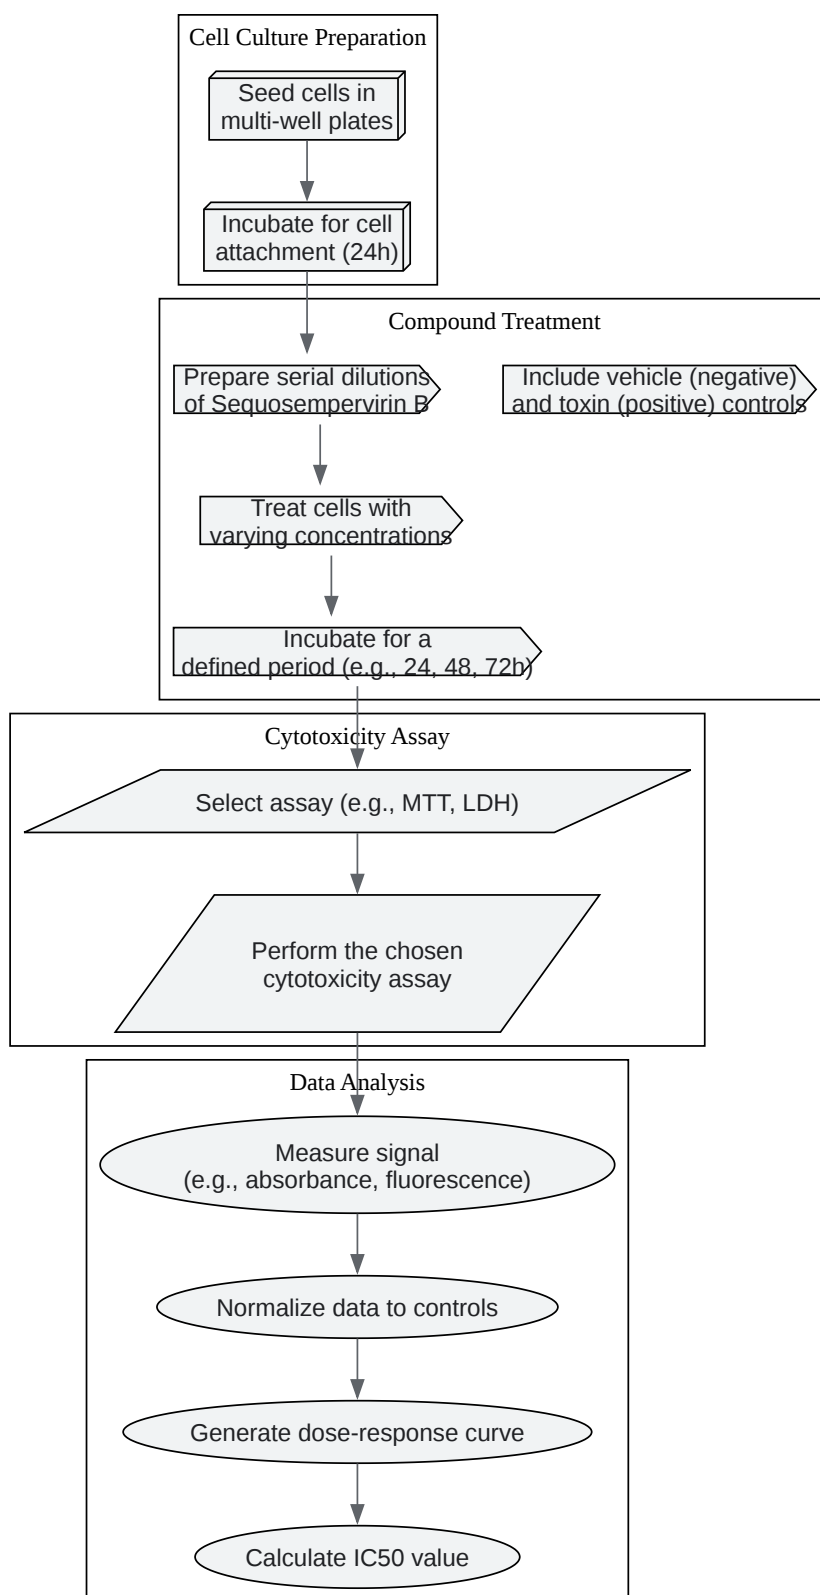 Cell Culture Preparation
Seed cells in
multi-well plates
Incubate for cell
attachment (24h)
Compound Treatment
Prepare serial dilutions
of Sequosempervirin B
Include vehicle (negative)
and toxin (positive) controls
Treat cells with
varying concentrations
Incubate for a
defined period (e.g., 24, 48, 72h)
Cytotoxicity Assay
Select assay (e.g., MTT, LDH)
Perform the chosen
cytotoxicity assay
Data Analysis
Measure signal
(e.g., absorbance, fluorescence)
Normalize data to controls
Generate dose-response curve
Calculate IC50 value